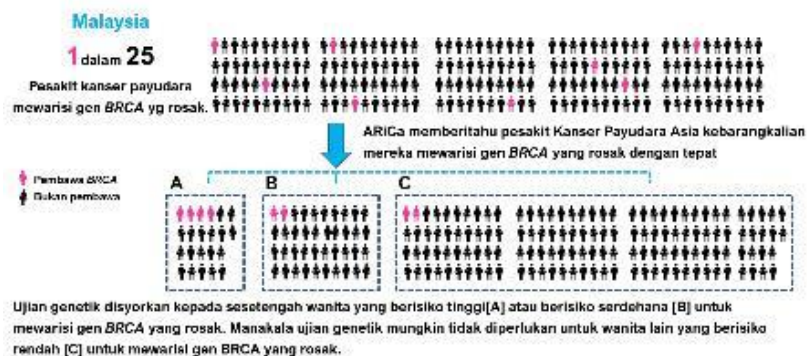 Malaysia
1 dalam 25
Pesakit kanser payudara
mewarisi gen BRCA yg rosak.
ARiCa memberitahu pesakit Kanser Payudara Asia kebarangkalian
mereka mewarisi gen BRCA yang rosak dengan tepat
Pembawa BRCA
Bukan pembawa
A
B
C
Ujian genetik disyorkan kepada sesetengah wanita yang berisiko tinggi[A] atau berisiko serdehana [B] untuk
mewarisi gen BRCA yang rosak. Manakala ujian genetik mungkin tidak diperlukan untuk wanita lain yang berisiko
rendah [C] untuk mewarisi gen BRCA yang rosak.